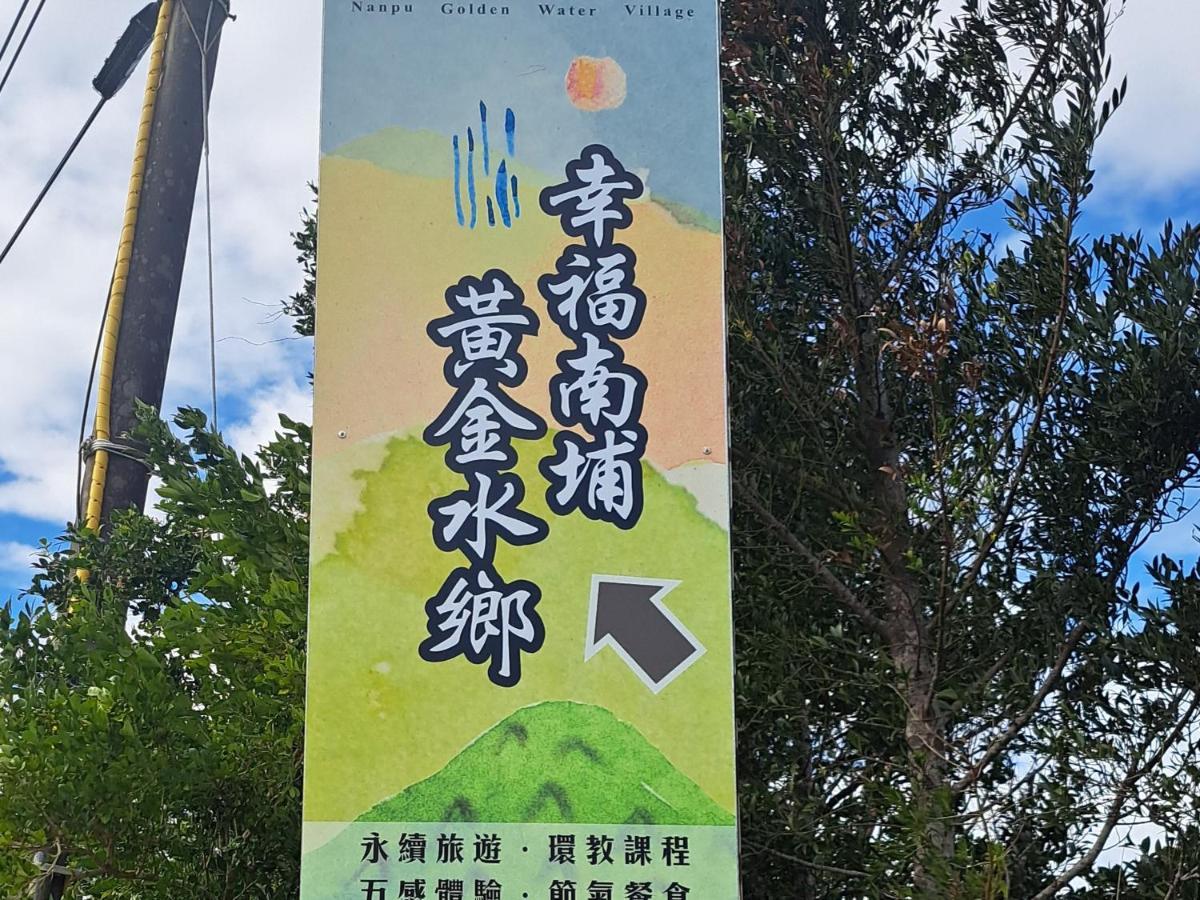 Nanpu Golden Water Village
幸福南埔
黃金水鄉
永續旅遊．環教課程
五感體驗．節氣餐食